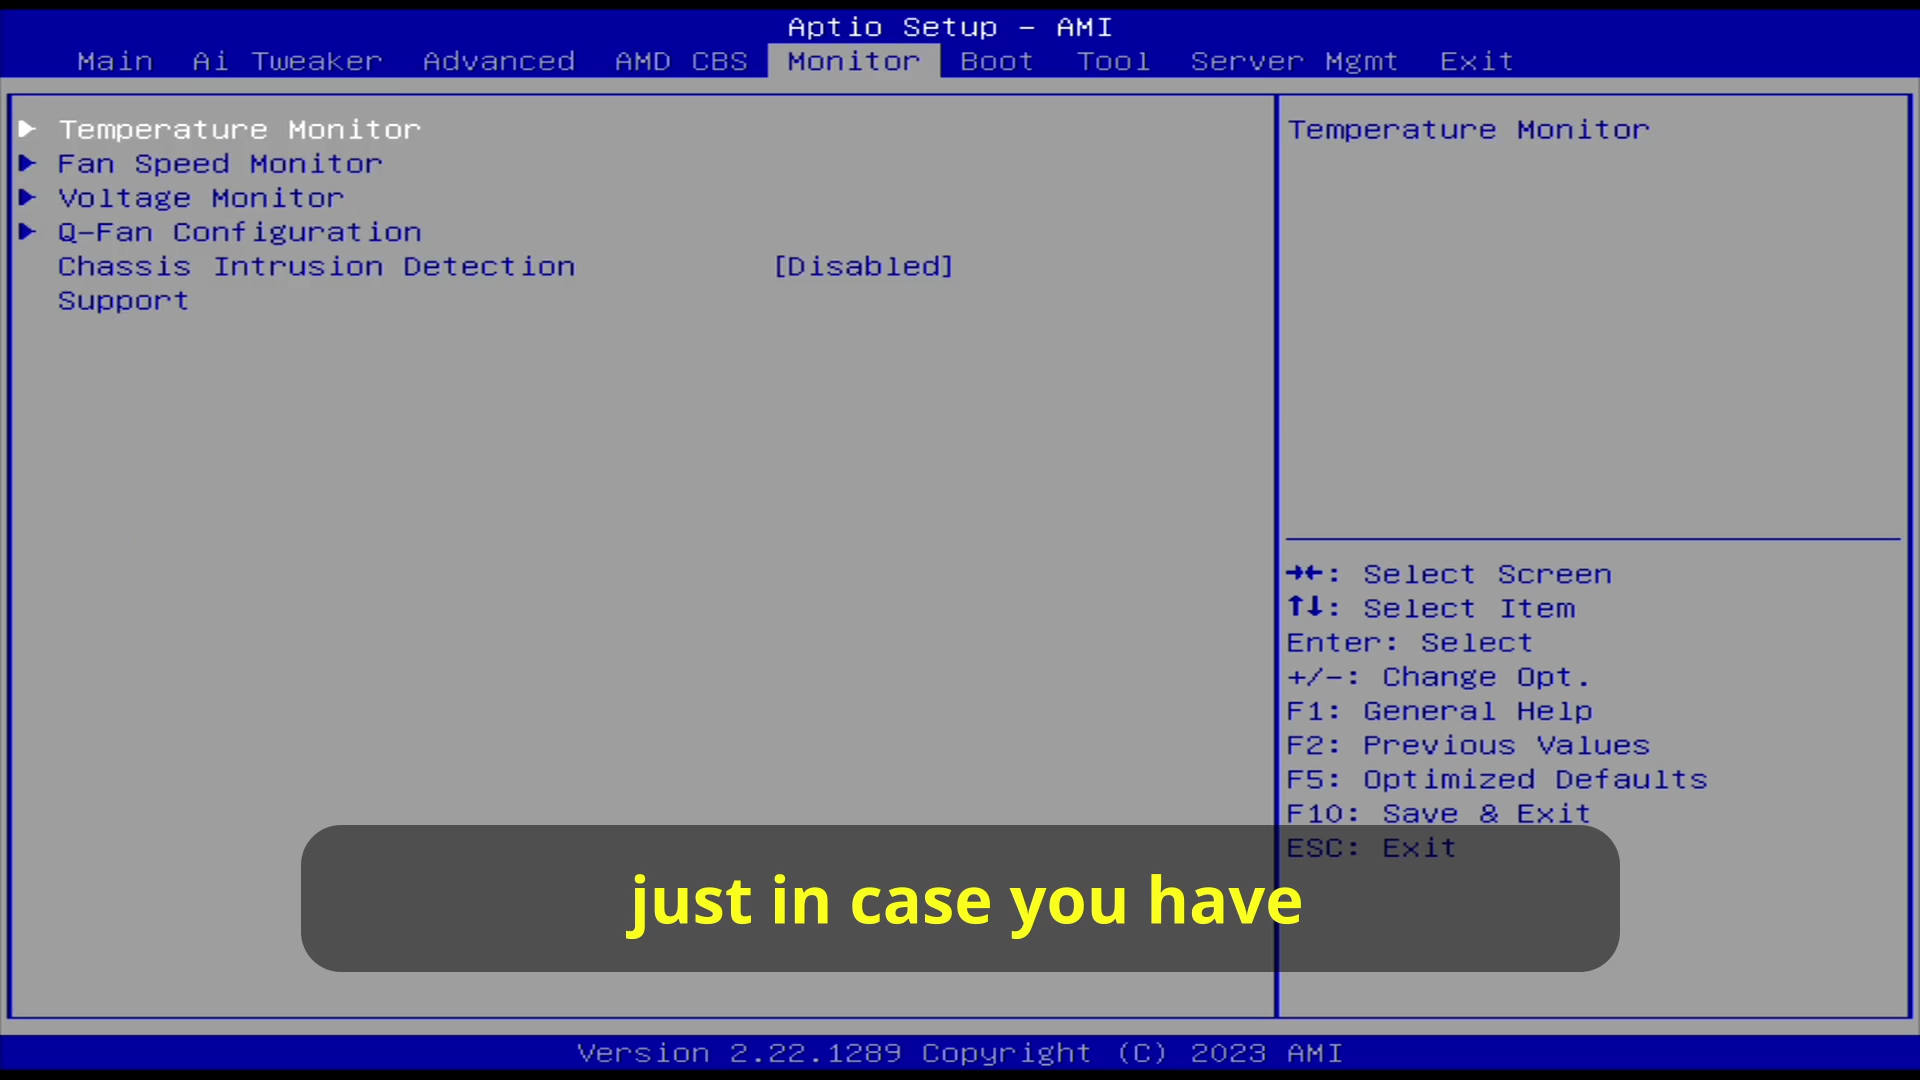 Aptio Setup - AMI
Main Ai Tweaker Advanced AMD CBS Monitor Boot Tool Server Mgmt Exit
Temperature Monitor
Fan Speed Monitor
Voltage Monitor
Q-Fan Configuration
Chassis Intrusion Detection [Disabled]
Support
Temperature Monitor
→←: Select Screen
↑↓: Select Item
Enter: Select
+/-: Change Opt.
F1: General Help
F2: Previous Values
F5: Optimized Defaults
F10: Save & Exit
ESC: Exit
just in case you have
Version 2.22.1289 Copyright (C) 2023 AMI